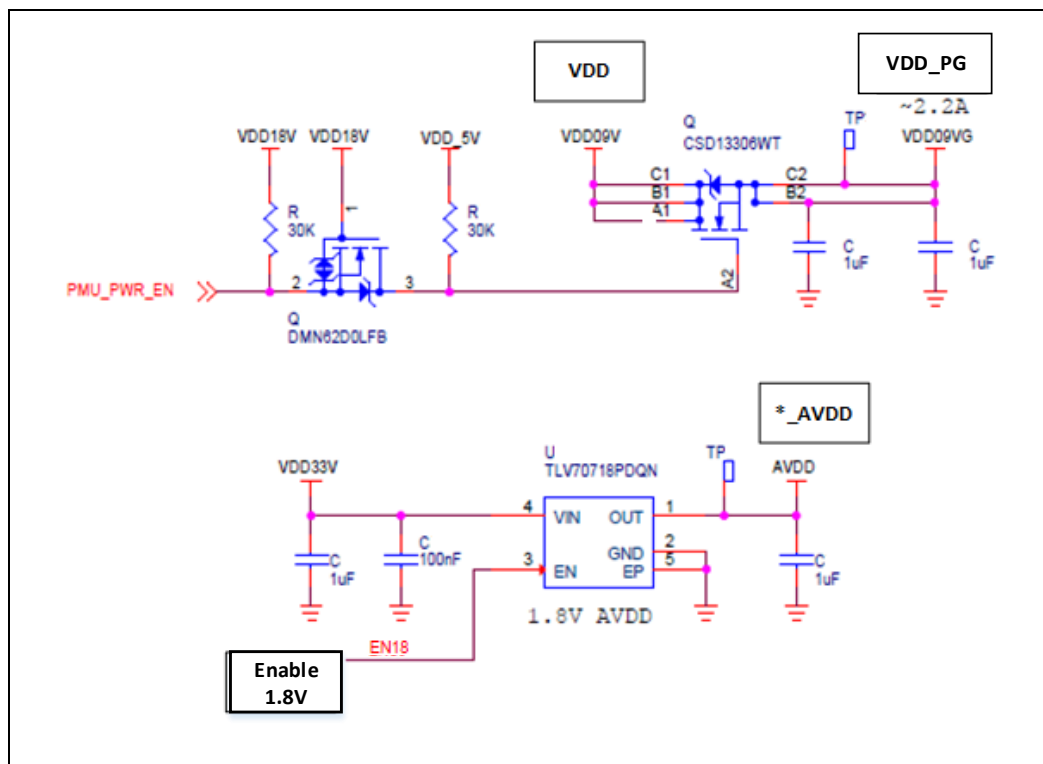 VDD
VDD_PG
~2.2A
TP
VDD18V
VDD18V
VDD_5V
VDD09V
Q
CSD13306WT
VDD09VG
C1
C2
B1
B2
A1
R
30K
1
R
30K
C
1uF
C
1uF
A2
PMU_PWR_EN
2
3
Q
DMN62D0LFB
*_AVDD
VDD33V
U
TLV70718PDQN
TP
AVDD
4
VIN
OUT
1
C
1uF
C
100nF
GND
2
3
EN
EP
5
C
1uF
1.8V AVDD
EN18
Enable
1.8V